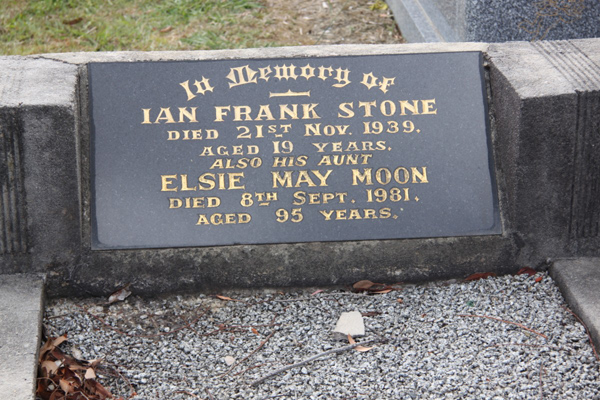 In Memory of
IAN FRANK STONE
DIED 21ST NOV. 1939.
AGED 19 YEARS.
ALSO HIS AUNT
ELSIE MAY MOON
DIED 8TH SEPT. 1981.
AGED 95 YEARS.